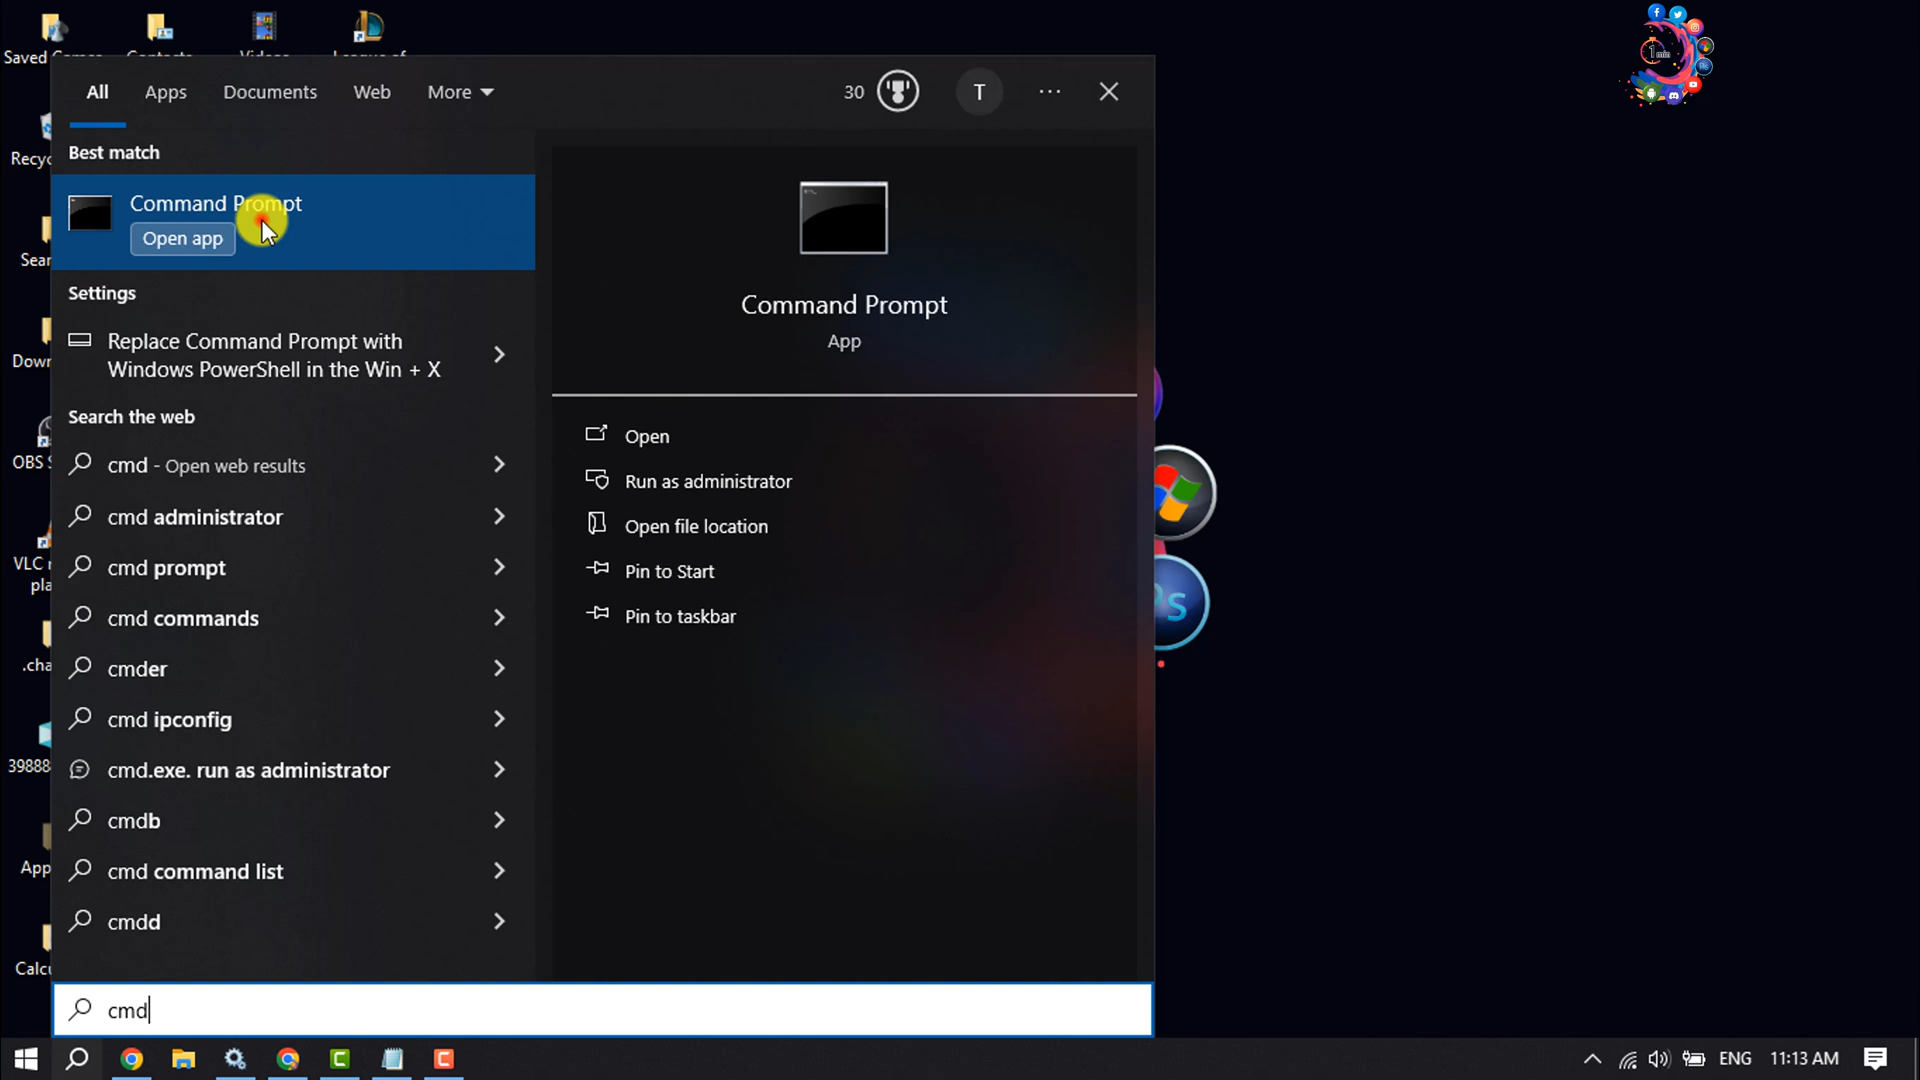 Recyc
Sear
Down
OBS S
VLC
pla
.cha
39888
App
Calcu
All
Apps
Documents
Web
More
30
T
Best match
Command Prompt
Open app
Settings
Replace Command Prompt with
Windows PowerShell in the Win + X
Search the web
cmd - Open web results
cmd administrator
cmd prompt
cmd commands
cmder
cmd ipconfig
cmd.exe. run as administrator
cmdb
cmd command list
cmdd
Command Prompt
App
Open
Run as administrator
Open file location
Pin to Start
Pin to taskbar
cmd
1 min
ENG
11:13 AM